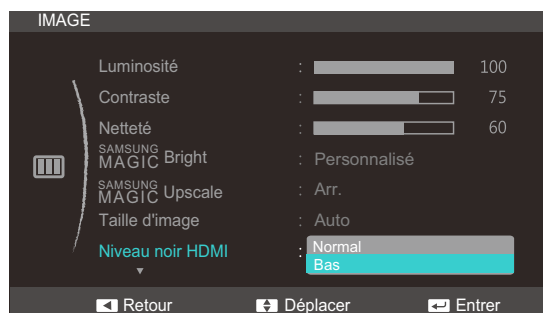 IMAGE
Luminosité : 100
Contraste : 75
Netteté : 60
SAMSUNG MAGIC Bright : Personnalisé
SAMSUNG MAGIC Upscale : Arr.
Taille d'image : Auto
Niveau noir HDMI : Normal
Bas
Retour Déplacer Entrer